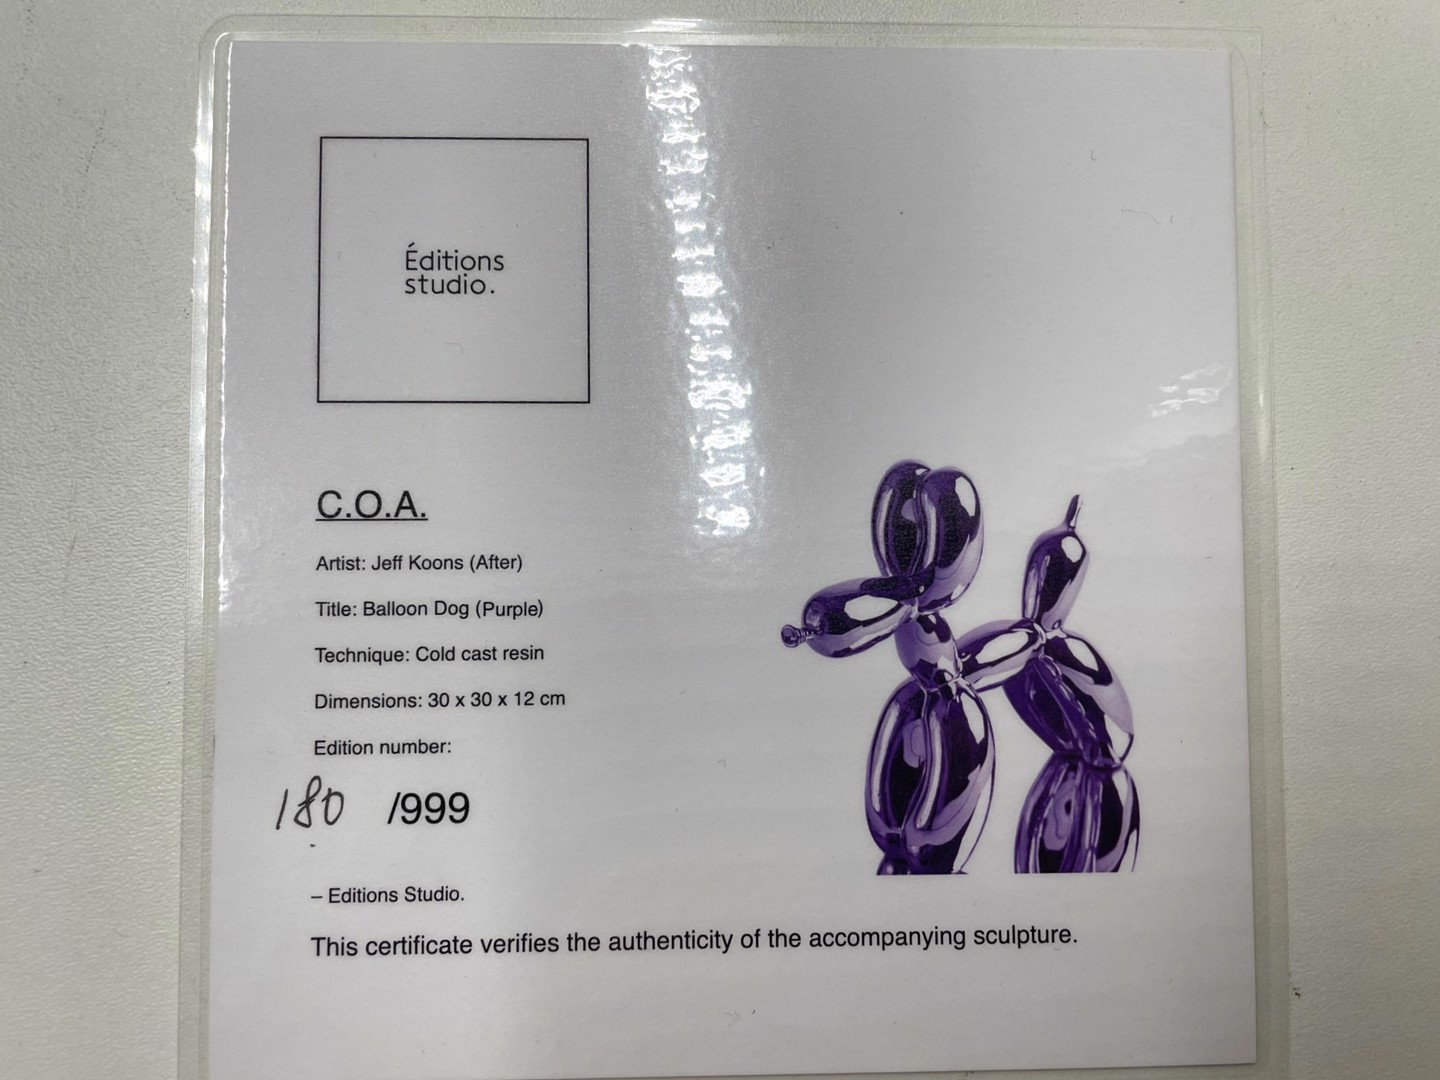 Éditions
studio.
C.O.A.
Artist: Jeff Koons (After)
Title: Balloon Dog (Purple)
Technique: Cold cast resin
Dimensions: 30 x 30 x 12 cm
Edition number:
180 /999
– Editions Studio.
This certificate verifies the authenticity of the accompanying sculpture.